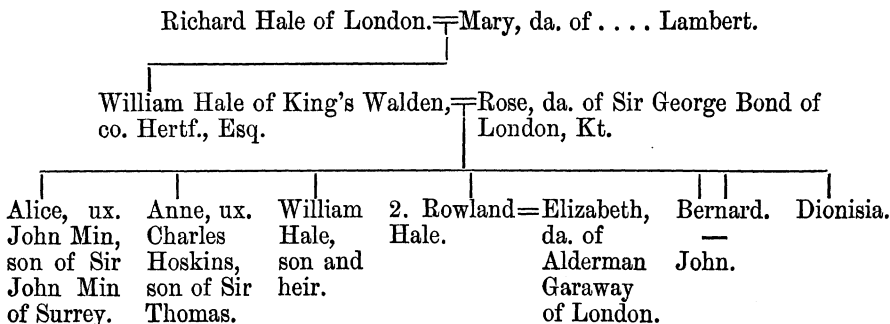 Richard Hale of London.=Mary, da. of .... Lambert.
William Hale of King's Walden,=Rose, da. of Sir George Bond of
co. Hertf., Esq.
London, Kt.
Alice, ux.
John Min,
son of Sir
John Min
of Surrey.
Anne, ux.
Charles
Hoskins,
son of Sir
Thomas.
William
Hale,
son and
heir.
2. Rowland=Elizabeth,
Hale.
da. of
Alderman
Garaway
of London.
Bernard.
—
John.
Dionisia.